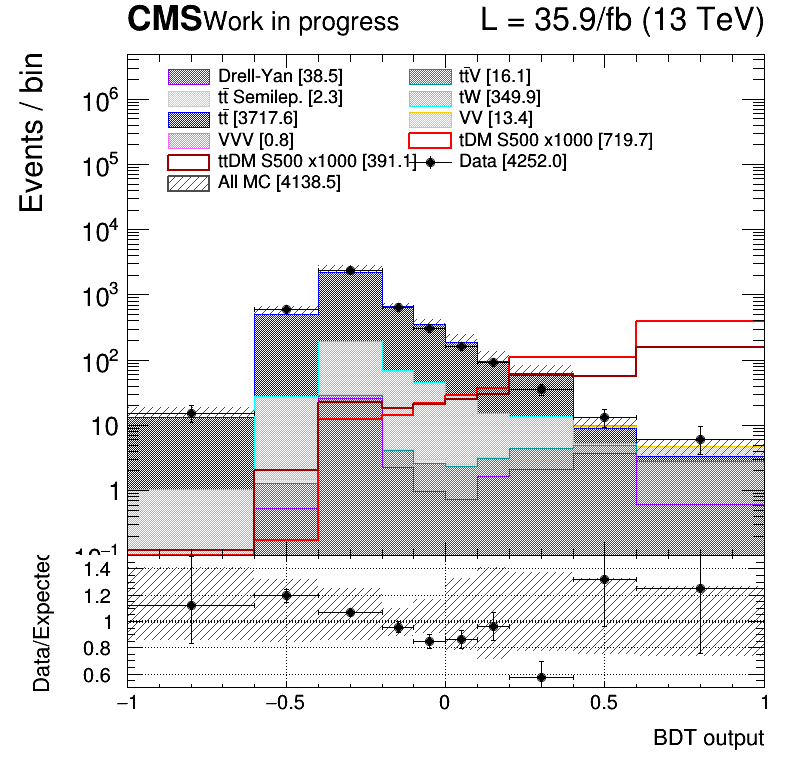 CMS Work in progress L = 35.9/fb (13 TeV)
Events / bin
Drell-Yan [38.5]
tt̄V [16.1]
tt̄ Semilep. [2.3]
tW [349.9]
tt̄ [3717.6]
VV [13.4]
VVV [0.8]
tDM S500 x1000 [719.7]
ttDM S500 x1000 [391.1]
Data [4252.0]
All MC [4138.5]
10⁶
10⁵
10⁴
10³
10²
10
1
10⁻¹
Data/Expected
1.4
1.2
1
0.8
0.6
−1 −0.5 0 0.5 1
BDT output